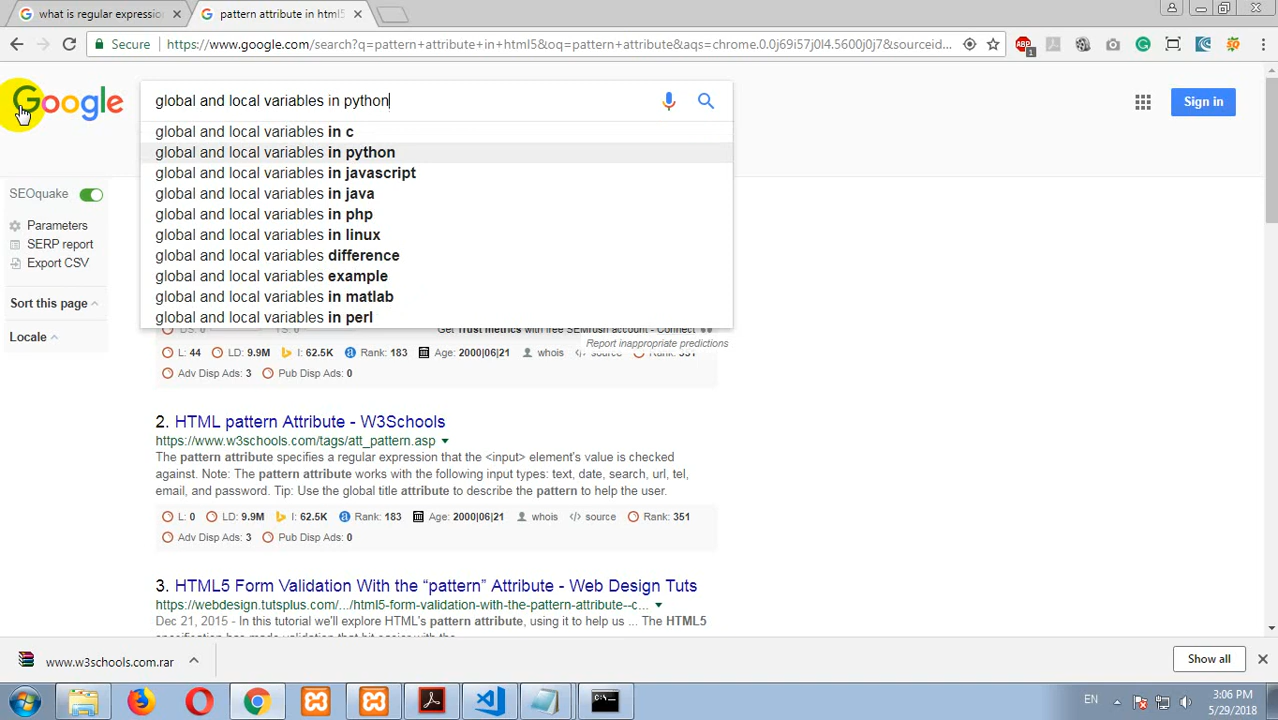 what is regular expressio
pattern attribute in html5
Secure
https://www.google.com/search?q=pattern+attribute+in+html5&oq=pattern+attribute&aqs=chrome.0.0j69i57j0l4.5600j0j7&sourceid...
ABP
1
Google
global and local variables in python
Sign in
global and local variables in c
global and local variables in python
global and local variables in javascript
global and local variables in java
global and local variables in php
global and local variables in linux
global and local variables difference
global and local variables example
global and local variables in matlab
global and local variables in perl
SEOquake
Parameters
SERP report
Export CSV
Sort this page
Locale
Get Trust metrics with free SEMrush account - Connect
Report inappropriate predictions
L: 44 LD: 9.9M I: 62.5K Rank: 183 Age: 2000|06|21 whois source Rank: 351
Adv Disp Ads: 3 Pub Disp Ads: 0
2. HTML pattern Attribute - W3Schools
https://www.w3schools.com/tags/att_pattern.asp
The pattern attribute specifies a regular expression that the <input> element's value is checked
against. Note: The pattern attribute works with the following input types: text, date, search, url, tel,
email, and password. Tip: Use the global title attribute to describe the pattern to help the user.
L: 0 LD: 9.9M I: 62.5K Rank: 183 Age: 2000|06|21 whois </> source Rank: 351
Adv Disp Ads: 3 Pub Disp Ads: 0
3. HTML5 Form Validation With the “pattern” Attribute - Web Design Tuts
https://webdesign.tutsplus.com/.../html5-form-validation-with-the-pattern-attribute--c...
Dec 21, 2015 - In this tutorial we'll explore HTML's pattern attribute, using it to help us ... The HTML5
www.w3schools.com.rar
Show all
EN
3:06 PM
5/29/2018